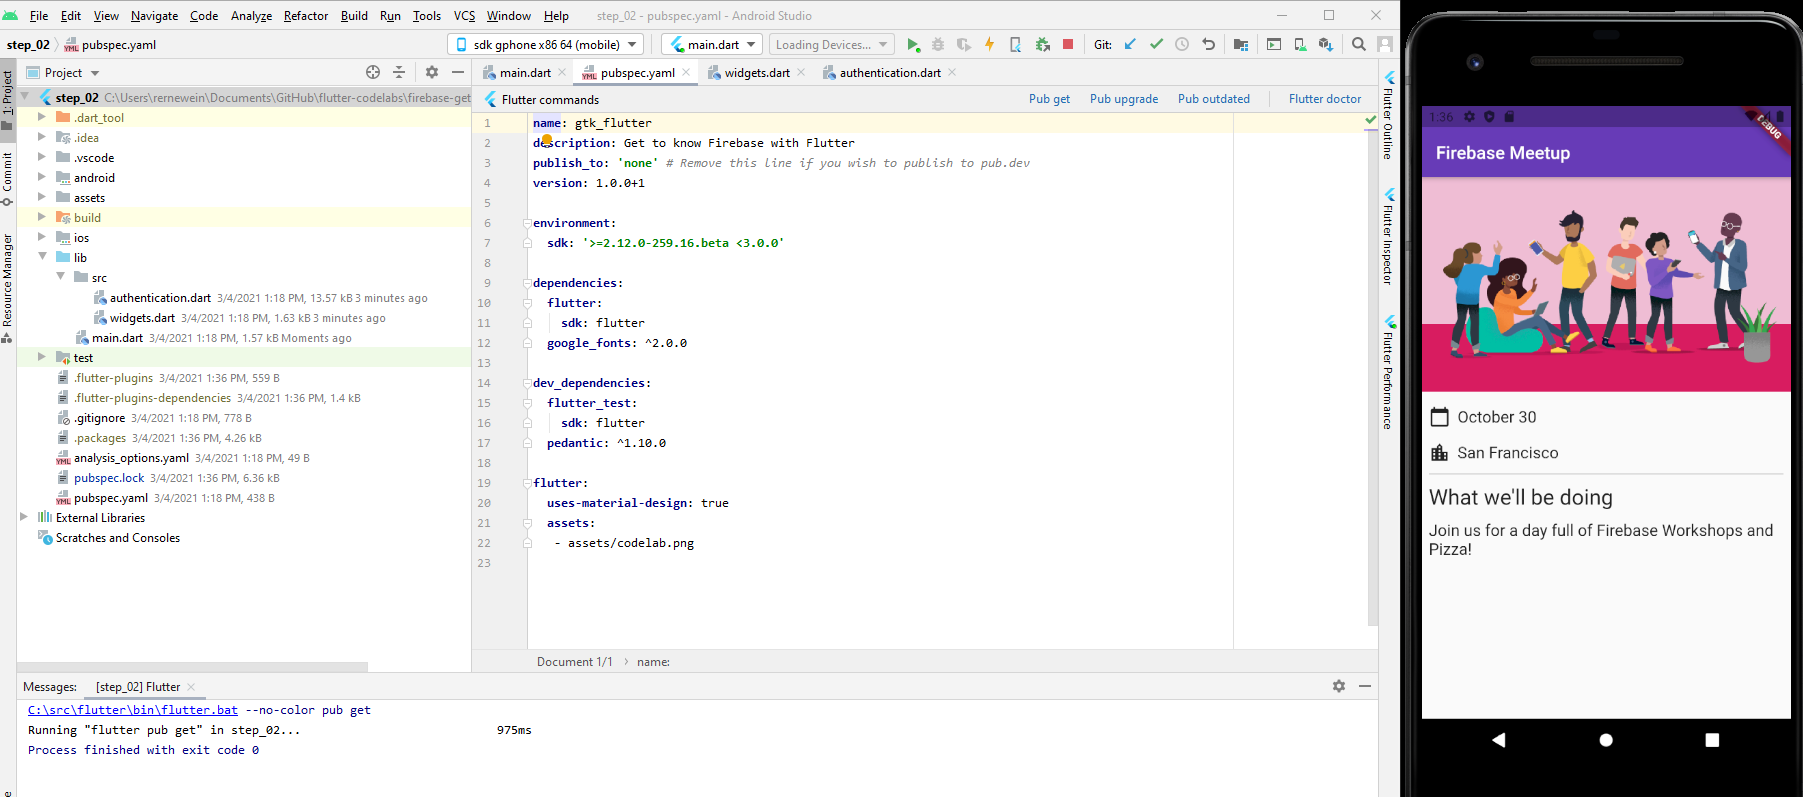 File Edit View Navigate Code Analyze Refactor Build Run Tools VCS Window Help step_02 - pubspec.yaml - Android Studio
step_02 pubspec.yaml sdk gphone x86 64 (mobile) main.dart Loading Devices... Git:
Project
main.dart pubspec.yaml widgets.dart authentication.dart
1: Project
Commit
Resource Manager
step_02 C:\Users\rernewein\Documents\GitHub\flutter-codelabs\firebase-get
.dart_tool
.idea
.vscode
android
assets
build
ios
lib
src
authentication.dart 3/4/2021 1:18 PM, 13.57 kB 3 minutes ago
widgets.dart 3/4/2021 1:18 PM, 1.63 kB 3 minutes ago
main.dart 3/4/2021 1:18 PM, 1.57 kB Moments ago
test
.flutter-plugins 3/4/2021 1:36 PM, 559 B
.flutter-plugins-dependencies 3/4/2021 1:36 PM, 1.4 kB
.gitignore 3/4/2021 1:18 PM, 778 B
.packages 3/4/2021 1:36 PM, 4.26 kB
analysis_options.yaml 3/4/2021 1:18 PM, 49 B
pubspec.lock 3/4/2021 1:36 PM, 6.36 kB
pubspec.yaml 3/4/2021 1:18 PM, 438 B
External Libraries
Scratches and Consoles
Flutter commands Pub get Pub upgrade Pub outdated Flutter doctor
1 name: gtk_flutter
2 description: Get to know Firebase with Flutter
3 publish_to: 'none' # Remove this line if you wish to publish to pub.dev
4 version: 1.0.0+1
5
6 environment:
7 sdk: '>=2.12.0-259.16.beta <3.0.0'
8
9 dependencies:
10 flutter:
11 sdk: flutter
12 google_fonts: ^2.0.0
13
14 dev_dependencies:
15 flutter_test:
16 sdk: flutter
17 pedantic: ^1.10.0
18
19 flutter:
20 uses-material-design: true
21 assets:
22 - assets/codelab.png
23
Document 1/1 name:
Flutter Outline
Flutter Inspector
Flutter Performance
Messages: [step_02] Flutter
C:\src\flutter\bin\flutter.bat --no-color pub get
Running "flutter pub get" in step_02... 975ms
Process finished with exit code 0
1:36
DEBUG
Firebase Meetup
October 30
San Francisco
What we'll be doing
Join us for a day full of Firebase Workshops and
Pizza!